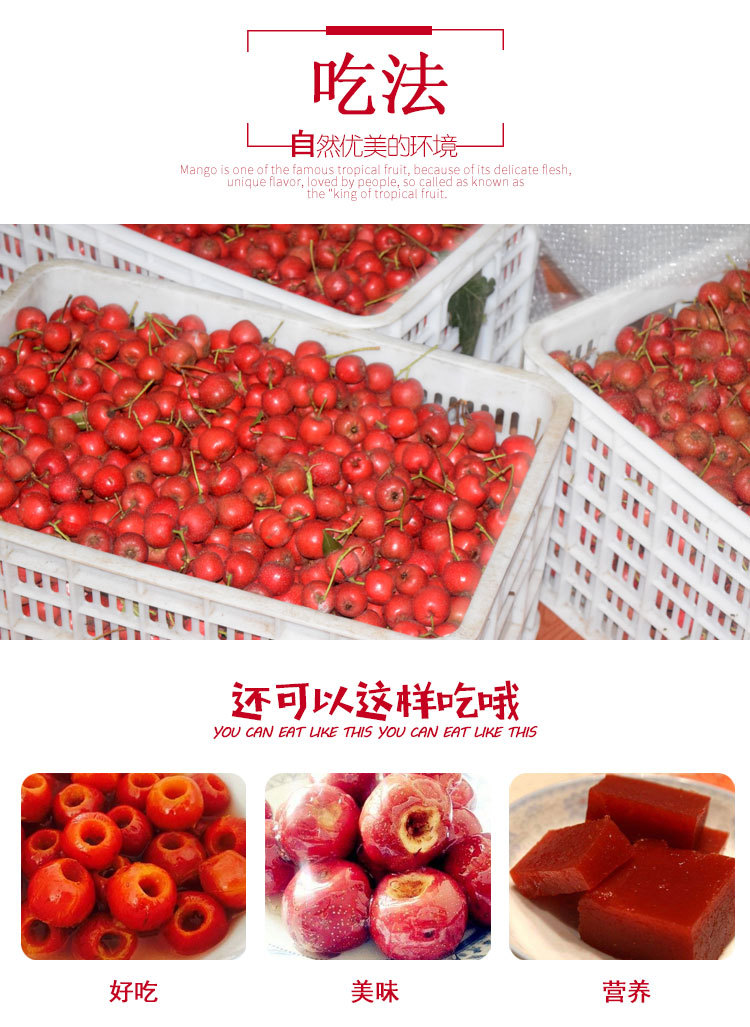 吃法
自然优美的环境
Mango is one of the famous tropical fruit, because of its delicate flesh,
unique flavor, loved by people, so called as known as
the "king of tropical fruit.
还可以这样吃哦
YOU CAN EAT LIKE THIS YOU CAN EAT LIKE THIS
好吃
美味
营养